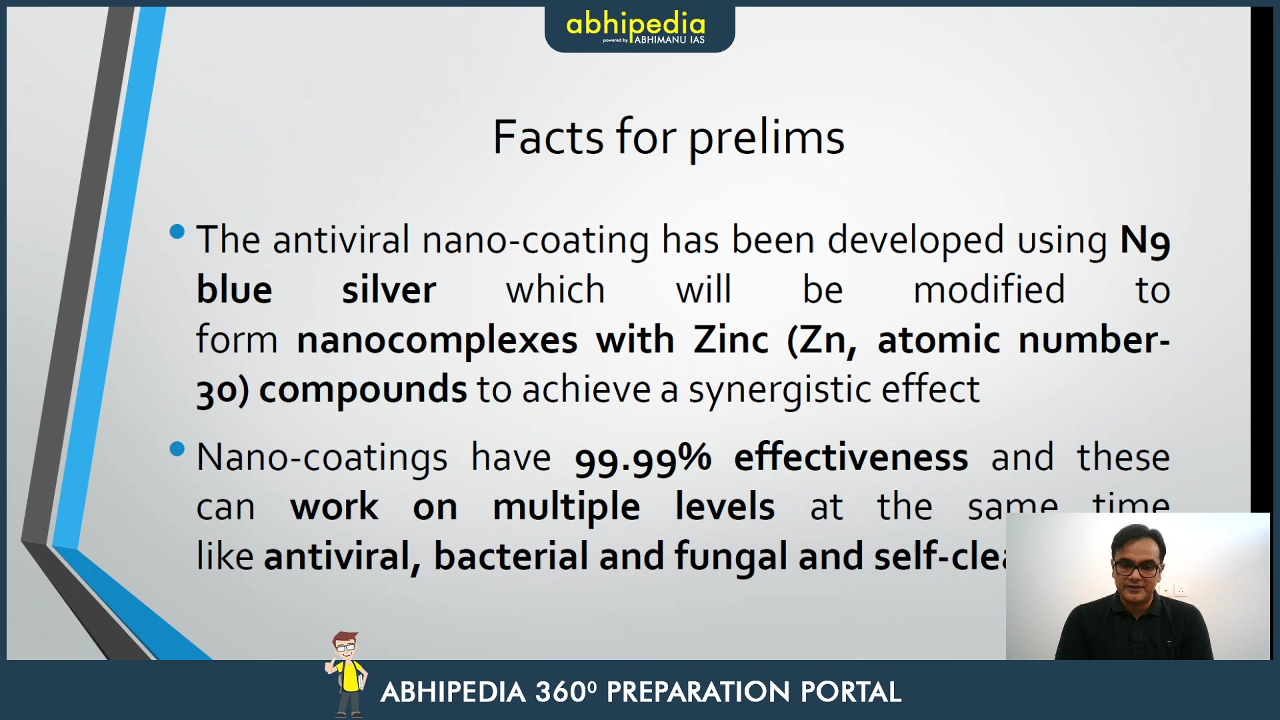 abhipedia
powered by ABHIMANU IAS
Facts for prelims
The antiviral nano-coating has been developed using N9
blue silver which will be modified to
form nanocomplexes with Zinc (Zn, atomic number-
30) compounds to achieve a synergistic effect
Nano-coatings have 99.99% effectiveness and these
can work on multiple levels at the same time
like antiviral, bacterial and fungal and
ABHIPEDIA 360⁰ PREPARATION PORTAL